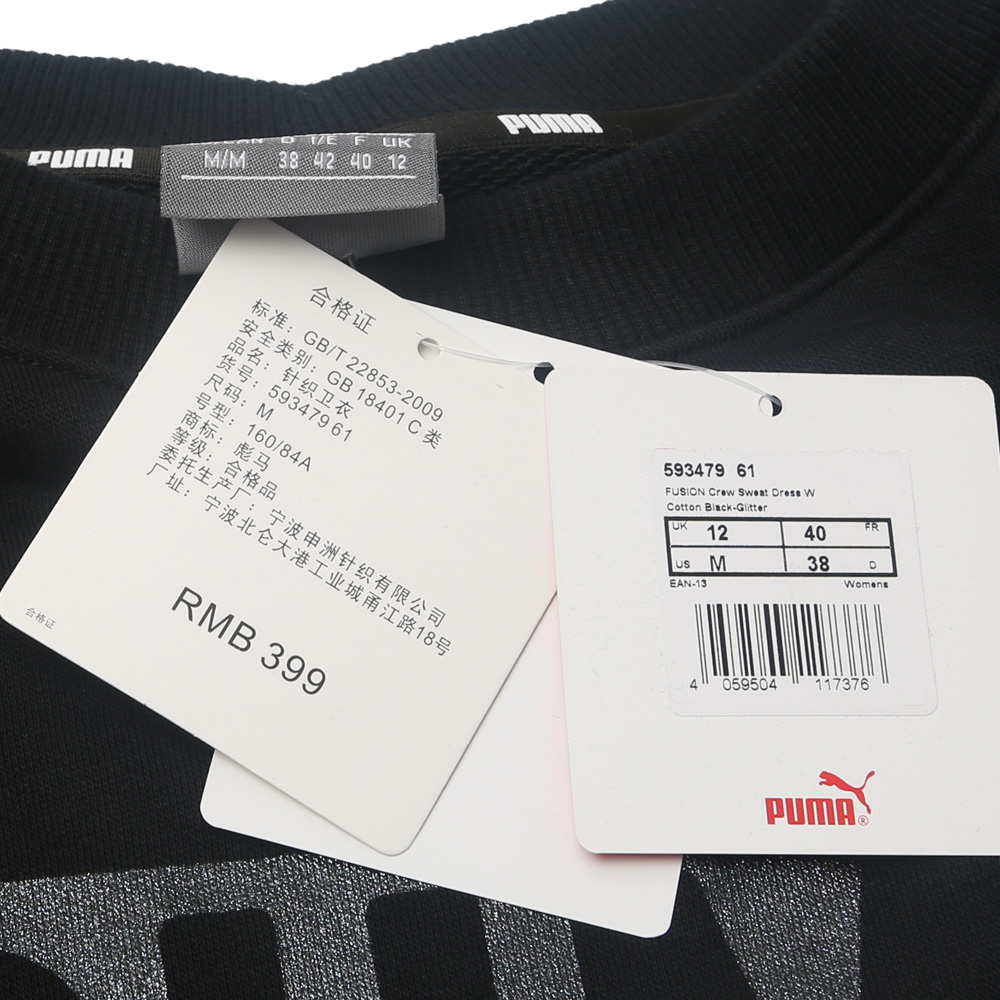 PUMA
PUMA
D I/E F UK
M/M 38 42 40 12
合格证
标准：GB/T 22853-2009
安全类别：GB 18401 C 类
品名：针织卫衣
货号：593479 61
尺码：M
号型：160/84A
商标：彪马
等级：合格品
委托生产厂：宁波申洲针织有限公司
厂址：宁波北仑大港工业城甬江路18号
RMB 399
合格证
593479 61
FUSION Crew Sweat Dress W
Cotton Black-Glitter
UK 12 40 FR
US M 38 D
EAN-13 Womens
4 059504 117376
PUMA®